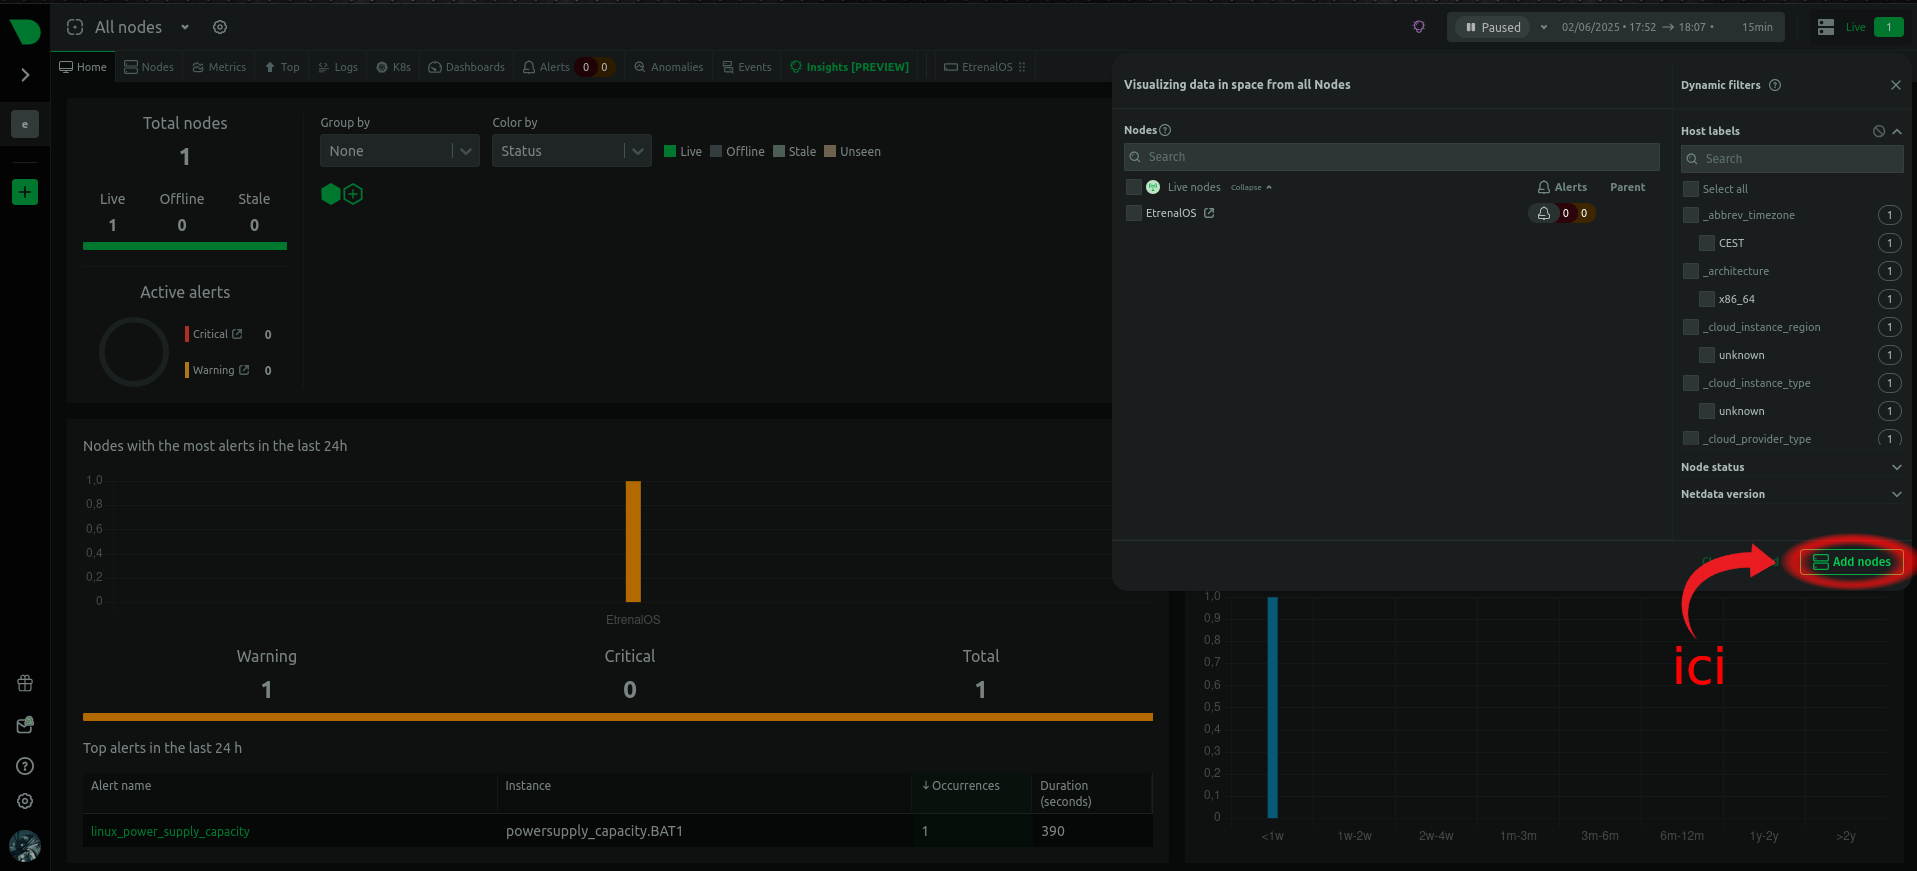 All nodes
Paused
02/06/2025 • 17:52 → 18:07 •
15min
Live
1
Home
Nodes
Metrics
Top
Logs
K8s
Dashboards
Alerts 0 0
Anomalies
Events
Insights [PREVIEW]
EtrenalOS
e
Total nodes
1
Live Offline Stale
1 0 0
Active alerts
Critical 0
Warning 0
Group by
None
Color by
Status
Live Offline Stale Unseen
Visualizing data in space from all Nodes
Nodes
Search
Live nodes Collapse Alerts Parent
EtrenalOS 0 0
Dynamic filters
Host labels
Search
Select all
_abbrev_timezone 1
CEST 1
_architecture 1
x86_64 1
_cloud_instance_region 1
unknown 1
_cloud_instance_type 1
unknown 1
_cloud_provider_type 1
Node status
Netdata version
Add nodes
ici
Nodes with the most alerts in the last 24h
1,0
0,8
0,6
0,4
0,2
0
EtrenalOS
Warning Critical Total
1 0 1
Top alerts in the last 24 h
Alert name Instance ↓ Occurrences Duration
(seconds)
linux_power_supply_capacity powersupply_capacity.BAT1 1 390
1,0
0,9
0,8
0,7
0,6
0,5
0,4
0,3
0,2
0,1
0
<1w 1w-2w 2w-4w 1m-3m 3m-6m 6m-12m 1y-2y >2y